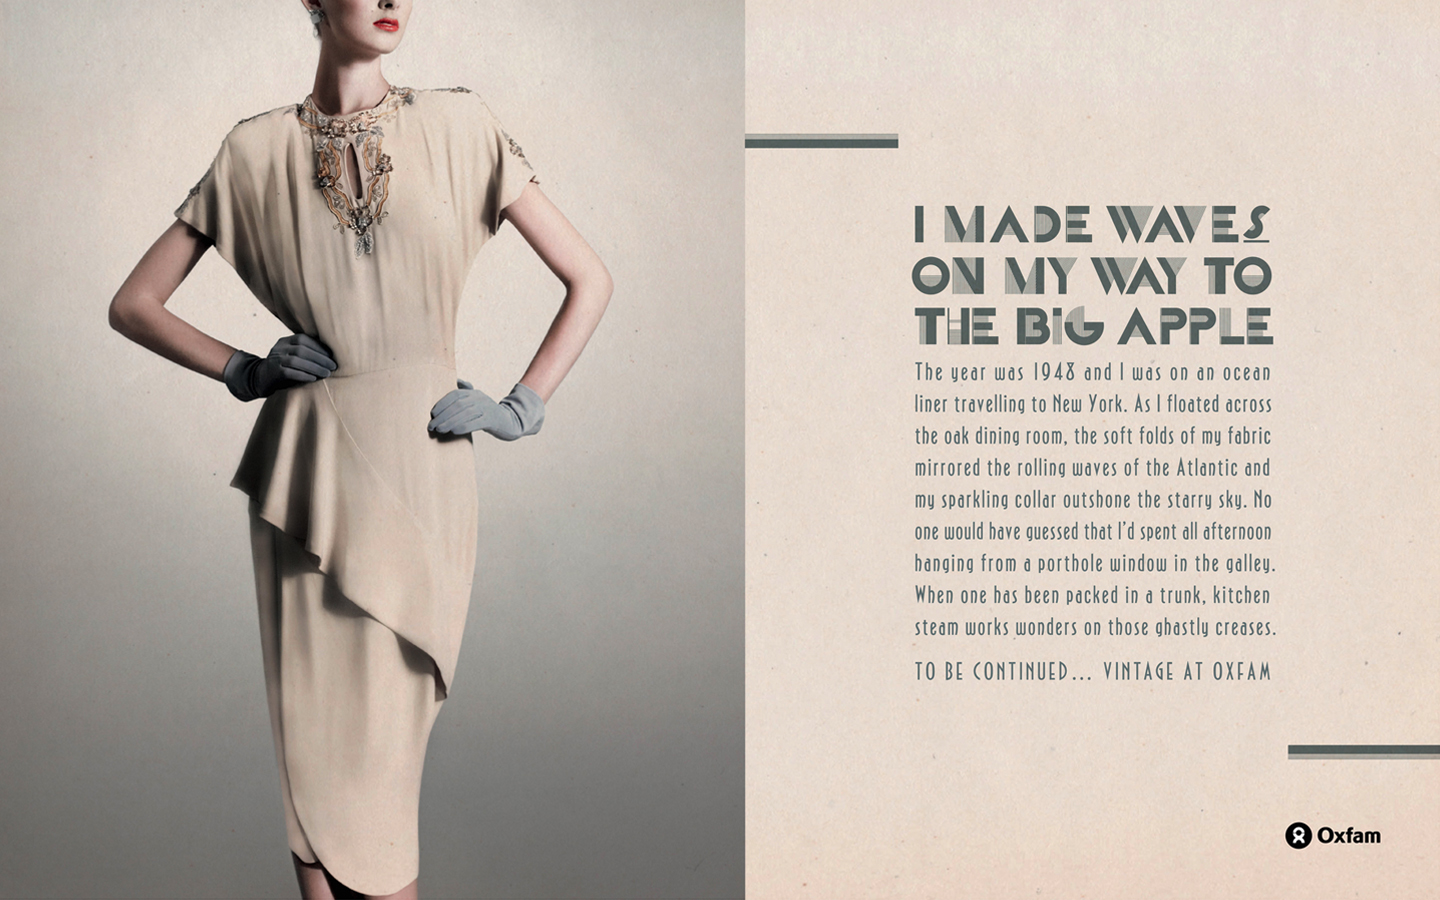 I MADE WAVES
ON MY WAY TO
THE BIG APPLE
The year was 1948 and I was on an ocean
liner travelling to New York. As I floated across
the oak dining room, the soft folds of my fabric
mirrored the rolling waves of the Atlantic and
my sparkling collar outshone the starry sky. No
one would have guessed that I'd spent all afternoon
hanging from a porthole window in the galley.
When one has been packed in a trunk, kitchen
steam works wonders on those ghastly creases.
TO BE CONTINUED... VINTAGE AT OXFAM
Oxfam